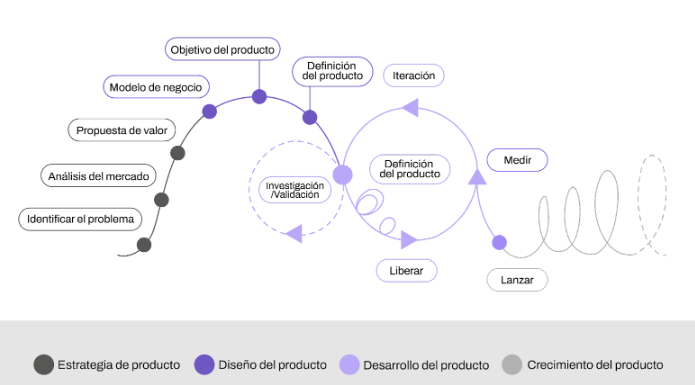 Objetivo del producto
Definición
del producto
Iteración
Modelo de negocio
Propuesta de valor
Análisis del mercado
Identificar el problema
Investigación
/Validación
Definición
del producto
Medir
Liberar
Lanzar
Estrategia de producto
Diseño del producto
Desarrollo del producto
Crecimiento del producto